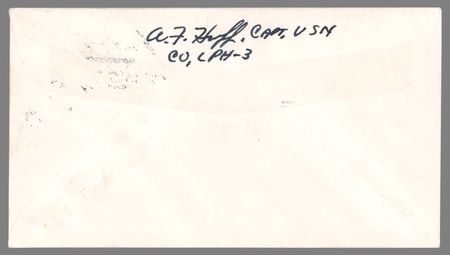 A.F. Huff, CAPT, USN
CO, LPH-3